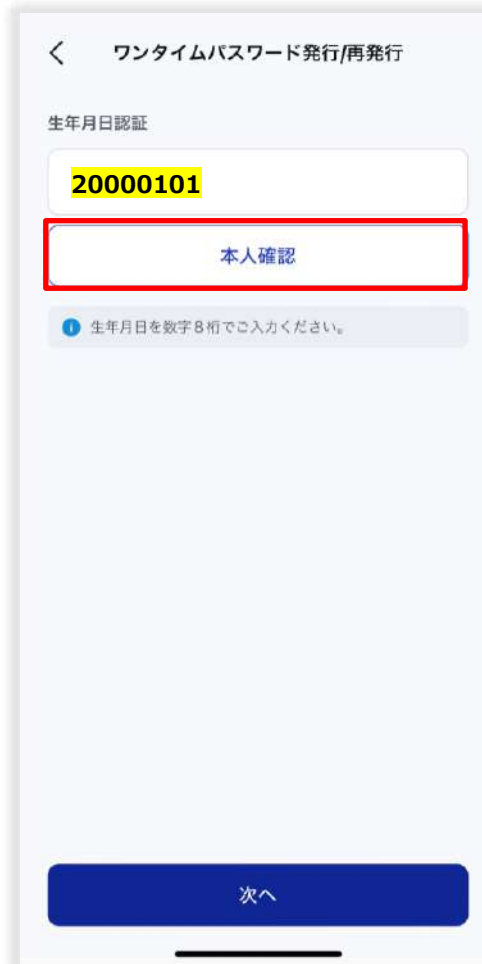 ワンタイムパスワード発行/再発行
生年月日認証
20000101
本人確認
生年月日を数字8桁でご入力ください。
次へ